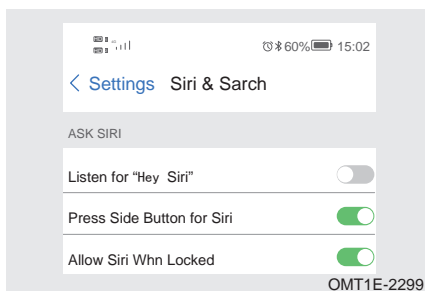 60% 15:02
Settings Siri & Sarch
ASK SIRI
Listen for “Hey Siri”
Press Side Button for Siri
Allow Siri Whn Locked
OMT1E-2299